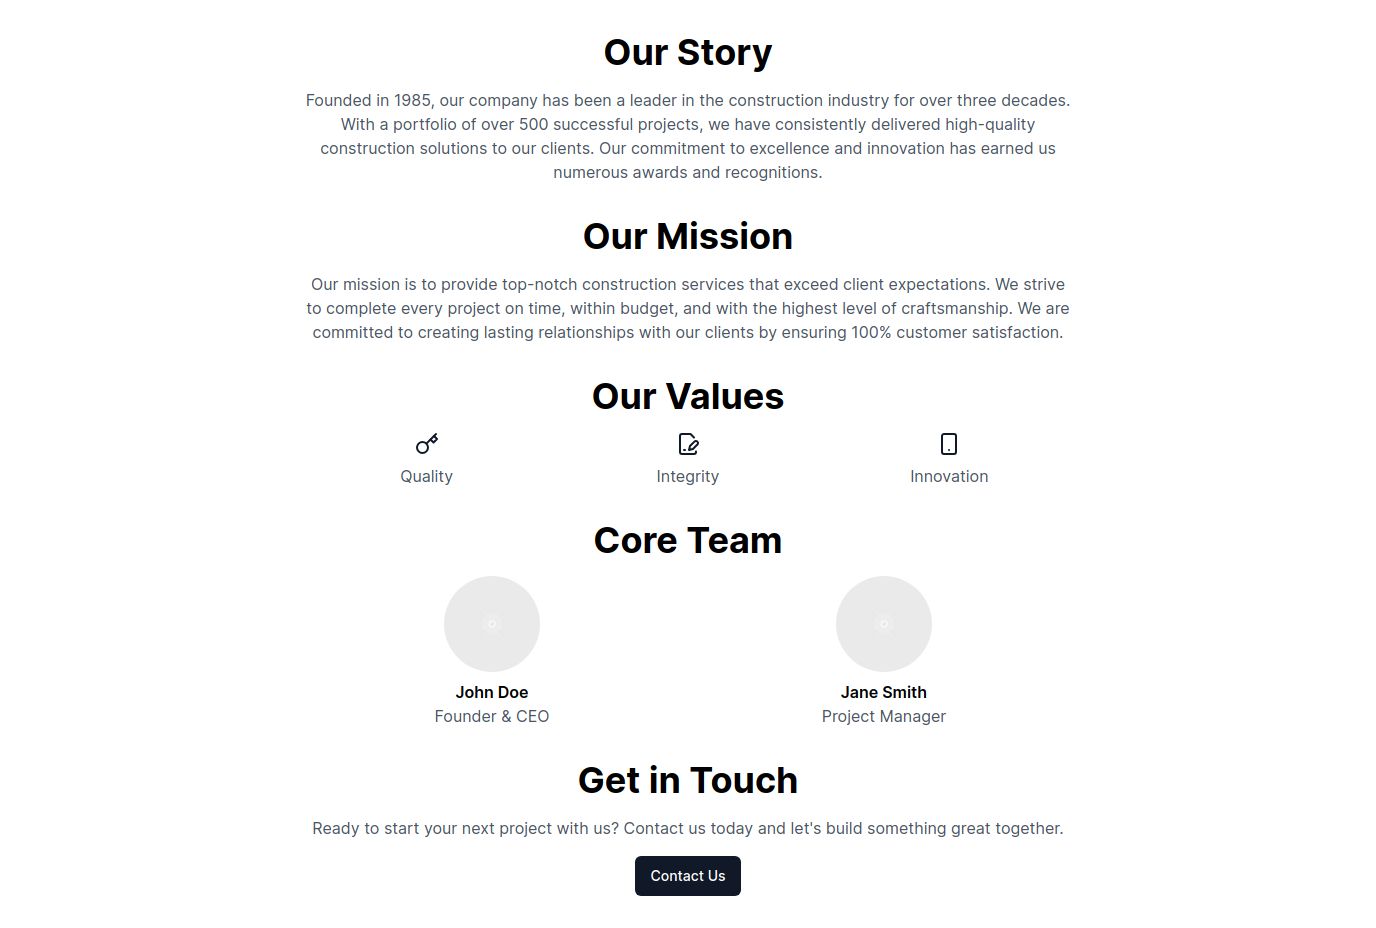 Our Story
Founded in 1985, our company has been a leader in the construction industry for over three decades.
With a portfolio of over 500 successful projects, we have consistently delivered high-quality
construction solutions to our clients. Our commitment to excellence and innovation has earned us
numerous awards and recognitions.
Our Mission
Our mission is to provide top-notch construction services that exceed client expectations. We strive
to complete every project on time, within budget, and with the highest level of craftsmanship. We are
committed to creating lasting relationships with our clients by ensuring 100% customer satisfaction.
Our Values
Quality
Integrity
Innovation
Core Team
John Doe
Founder & CEO
Jane Smith
Project Manager
Get in Touch
Ready to start your next project with us? Contact us today and let's build something great together.
Contact Us